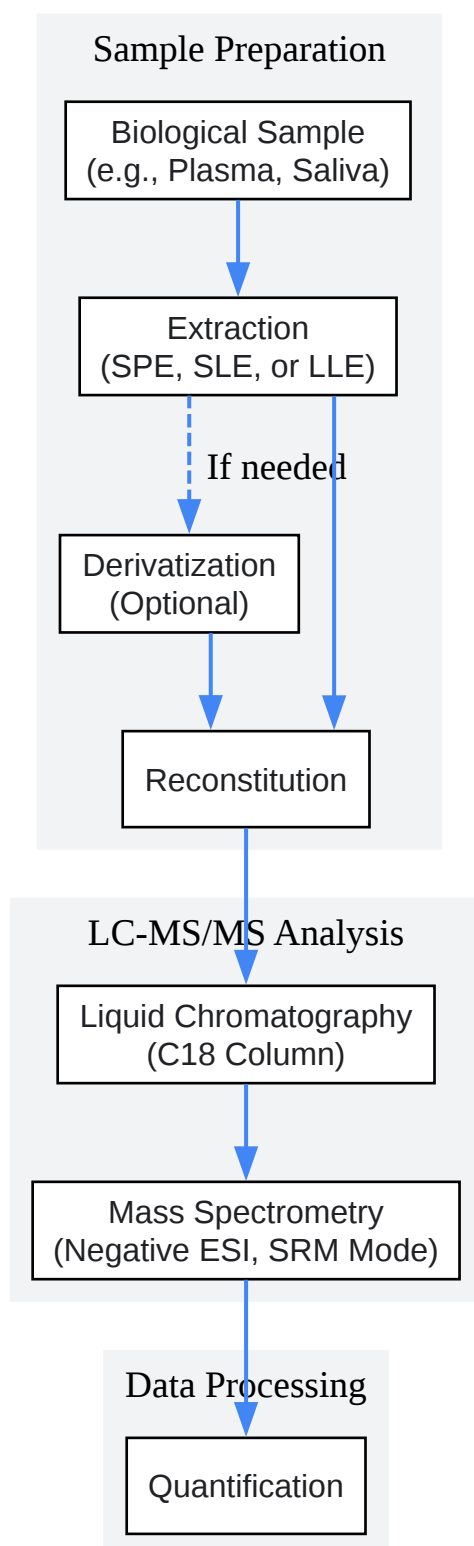 Sample Preparation
Biological Sample
(e.g., Plasma, Saliva)
Extraction
(SPE, SLE, or LLE)
If needed
Derivatization
(Optional)
Reconstitution
LC-MS/MS Analysis
Liquid Chromatography
(C18 Column)
Mass Spectrometry
(Negative ESI, SRM Mode)
Data Processing
Quantification